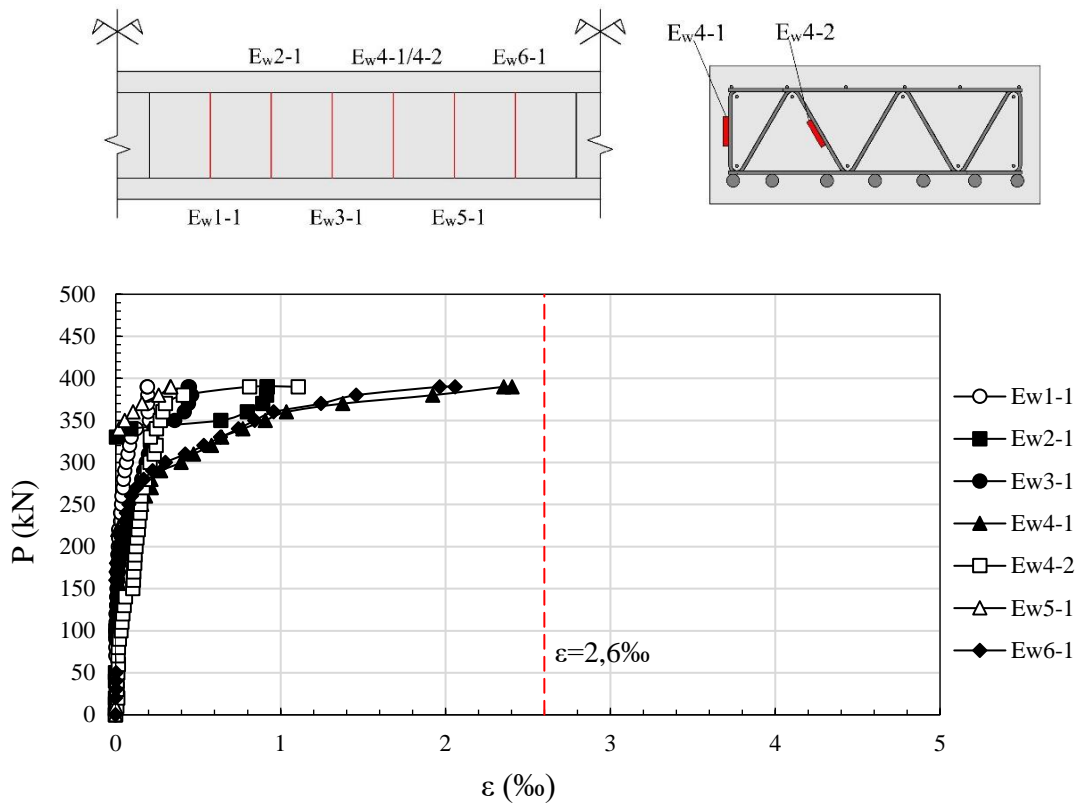 Ew4-1
Ew4-2
Ew2-1
Ew4-1/4-2
Ew6-1
Ew1-1
Ew3-1
Ew5-1
500
450
400
350
300
250
200
150
100
50
0
P (kN)
ε=2,6‰
0 1 2 3 4 5
ε (‰)
Ew1-1
Ew2-1
Ew3-1
Ew4-1
Ew4-2
Ew5-1
Ew6-1